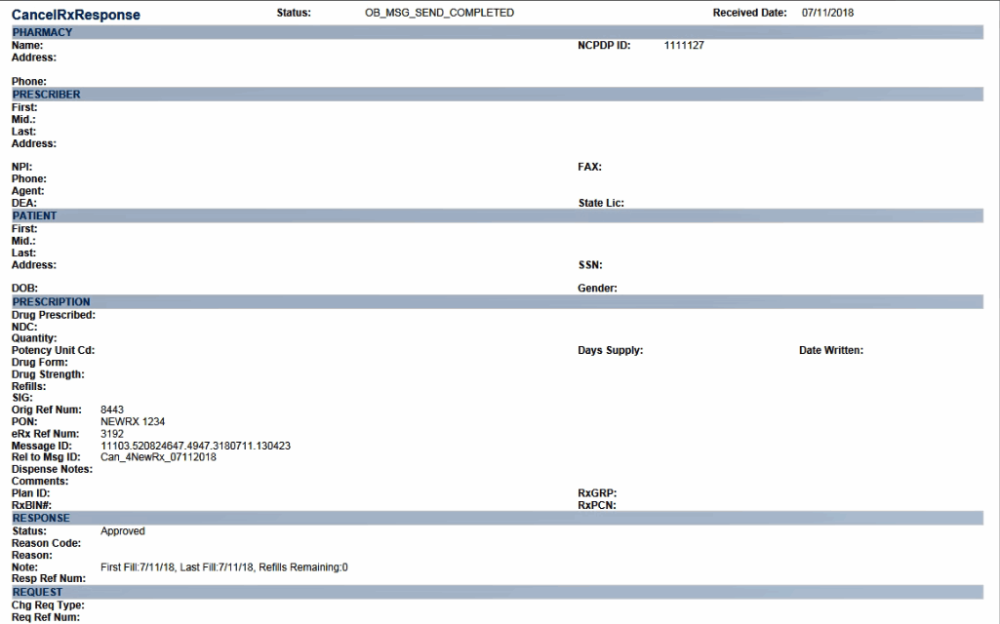 CancelRxResponse Status: OB_MSG_SEND_COMPLETED Received Date: 07/11/2018
PHARMACY
Name: NCPDP ID: 1111127
Address:
Phone:
PRESCRIBER
First:
Mid.:
Last:
Address:
NPI: FAX:
Phone:
Agent:
DEA: State Lic:
PATIENT
First:
Mid.:
Last:
Address: SSN:
DOB: Gender:
PRESCRIPTION
Drug Prescribed:
NDC:
Quantity:
Potency Unit Cd: Days Supply: Date Written:
Drug Form:
Drug Strength:
Refills:
SIG:
Orig Ref Num: 8443
PON: NEWRX 1234
eRx Ref Num: 3192
Message ID: 11103.520824647.4947.3180711.130423
Rel to Msg ID: Can_4NewRx_07112018
Dispense Notes:
Comments:
Plan ID: RxGRP:
RxBIN#: RxPCN:
RESPONSE
Status: Approved
Reason Code:
Reason:
Note: First Fill:7/11/18, Last Fill:7/11/18, Refills Remaining:0
Resp Ref Num:
REQUEST
Chg Req Type:
Req Ref Num: